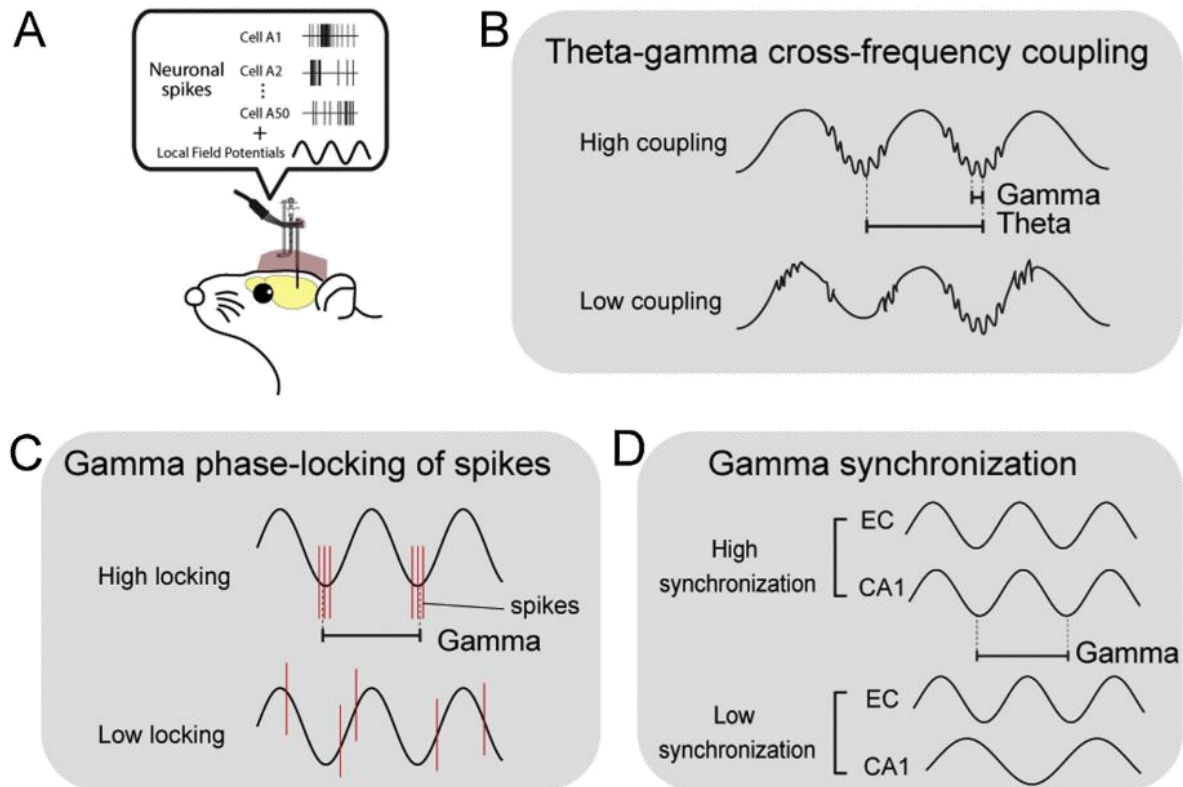 A
Neuronal
spikes
Cell A1
Cell A2
⋮
Cell A50
+
Local Field Potentials
B
Theta-gamma cross-frequency coupling
High coupling
Gamma
Theta
Low coupling
C
Gamma phase-locking of spikes
High locking
spikes
Gamma
Low locking
D
Gamma synchronization
High
synchronization
EC
CA1
Gamma
Low
synchronization
EC
CA1